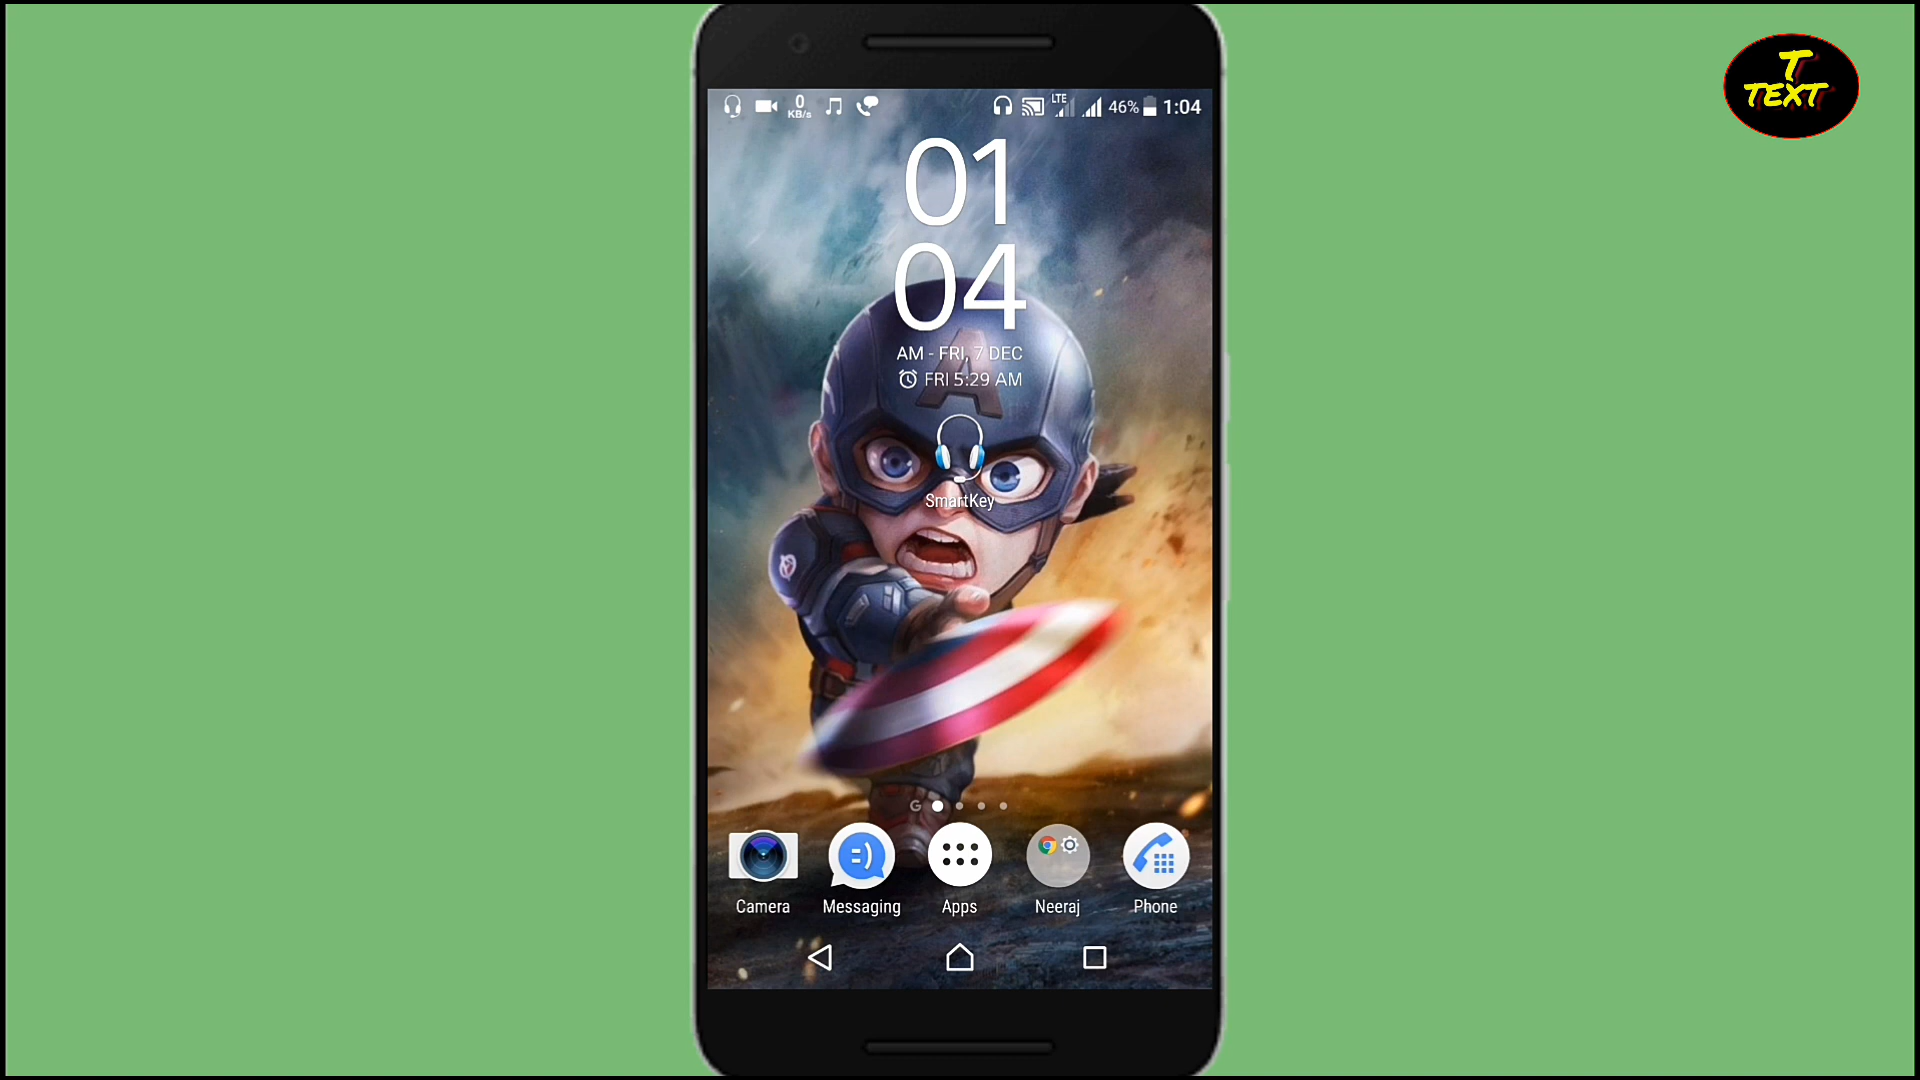 T
TEXT
0
KB/s
LTE
46%
1:04
01
04
AM - FRI, 7 DEC
FRI 5:29 AM
A
SmartKey
G
Camera
Messaging
Apps
Neeraj
Phone